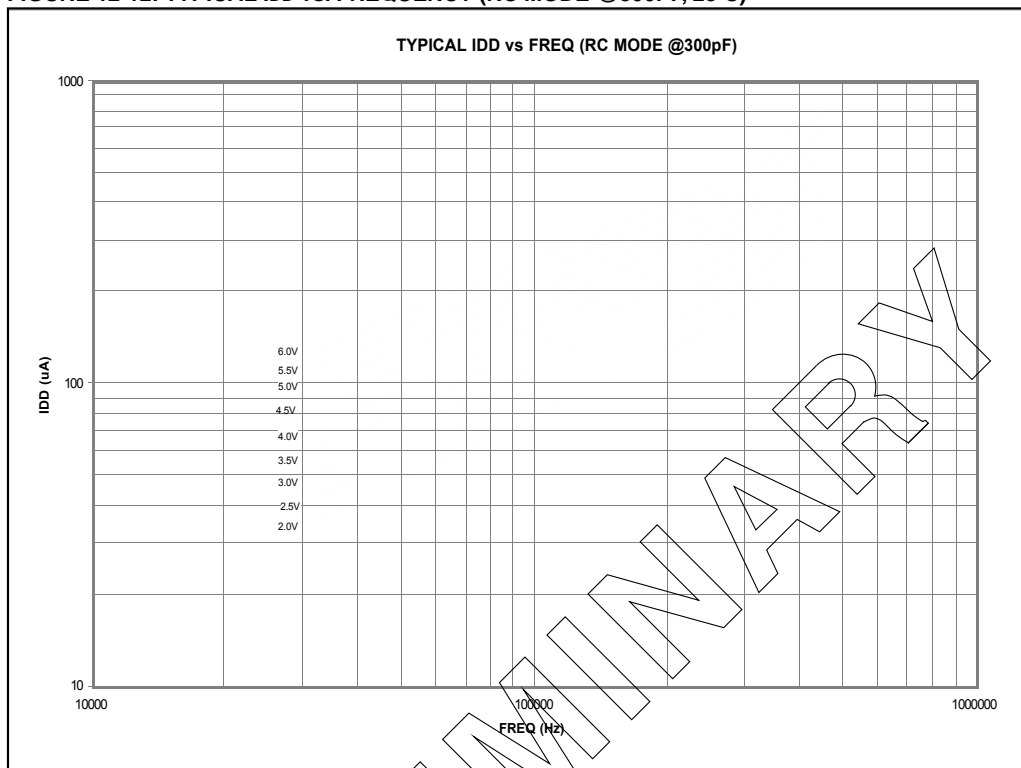 TYPICAL IDD vs FREQ (RC MODE @300pF)
1000
6.0V
5.5V
5.0V
IDD (uA)
100
4.5V
4.0V
3.5V
3.0V
2.5V
2.0V
10
10000
100000
1000000
FREQ (Hz)
MINARY